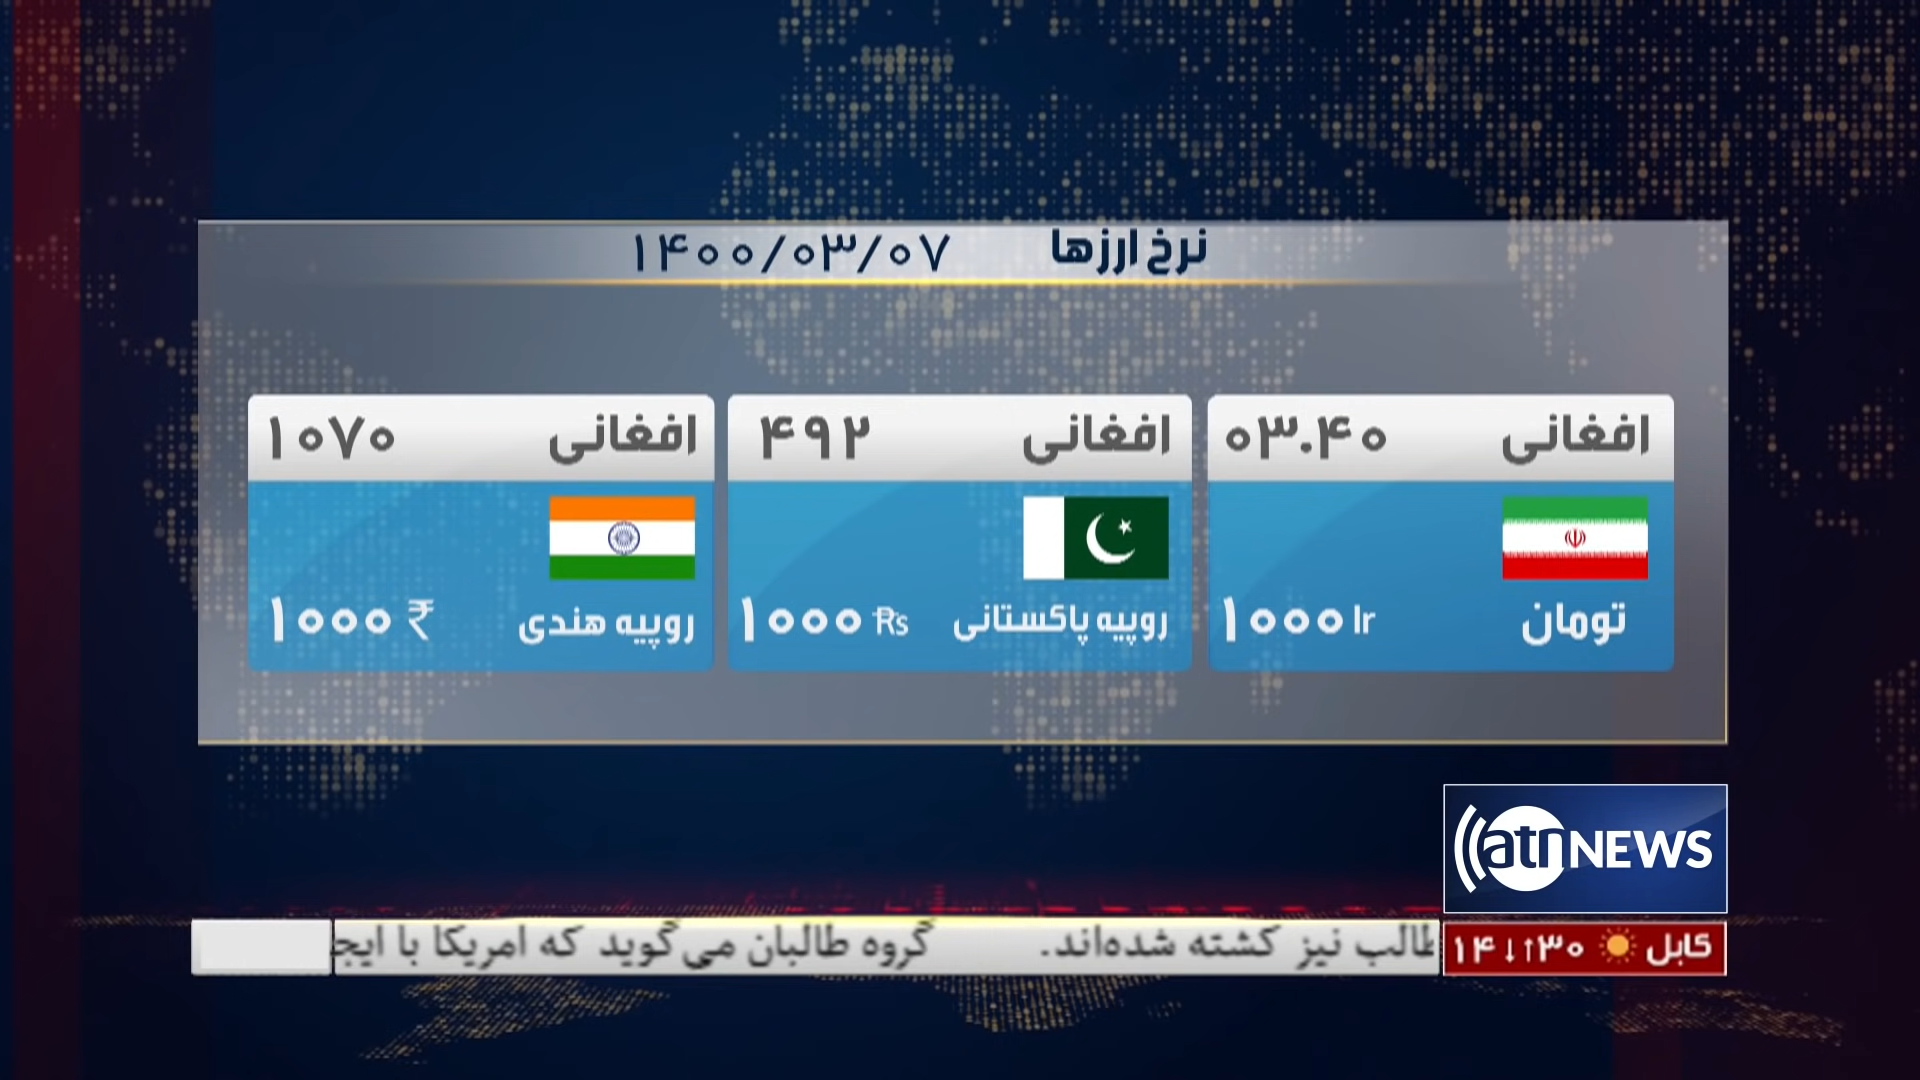 نرخ ارزها ۱۴۰۰/۰۳/۰۷
افغانی ۰۳.۴۰
تومان ۱۰۰۰ Ir
افغانی ۴۹۲
روپیه پاکستانی ۱۰۰۰ ₨
افغانی ۱۰۷۰
روپیه هندی ۱۰۰۰ ₹
atn NEWS
کابل ۳۰↑↓۱۴
طالب نیز کشته شده‌اند. گروه طالبان می‌گوید که امریکا با ایجـ